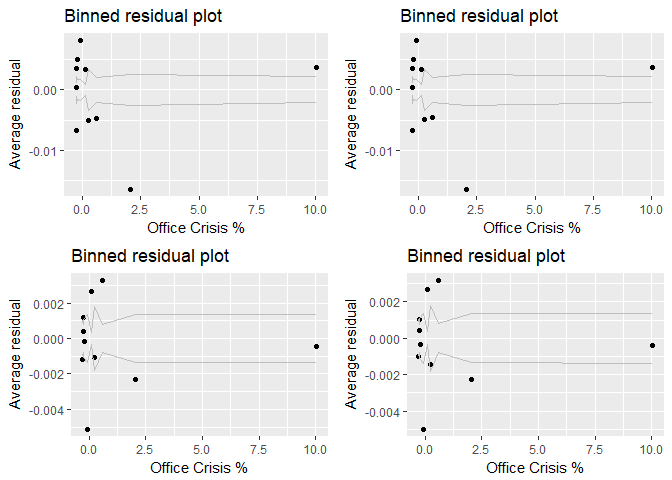 Binned residual plot
Binned residual plot
Average residual
0.00
-0.01
0.0 2.5 5.0 7.5 10.0
Office Crisis %
Average residual
0.00
-0.01
0.0 2.5 5.0 7.5 10.0
Office Crisis %
Binned residual plot
Binned residual plot
Average residual
0.002
0.000
-0.002
-0.004
0.0 2.5 5.0 7.5 10.0
Office Crisis %
Average residual
0.002
0.000
-0.002
-0.004
0.0 2.5 5.0 7.5 10.0
Office Crisis %